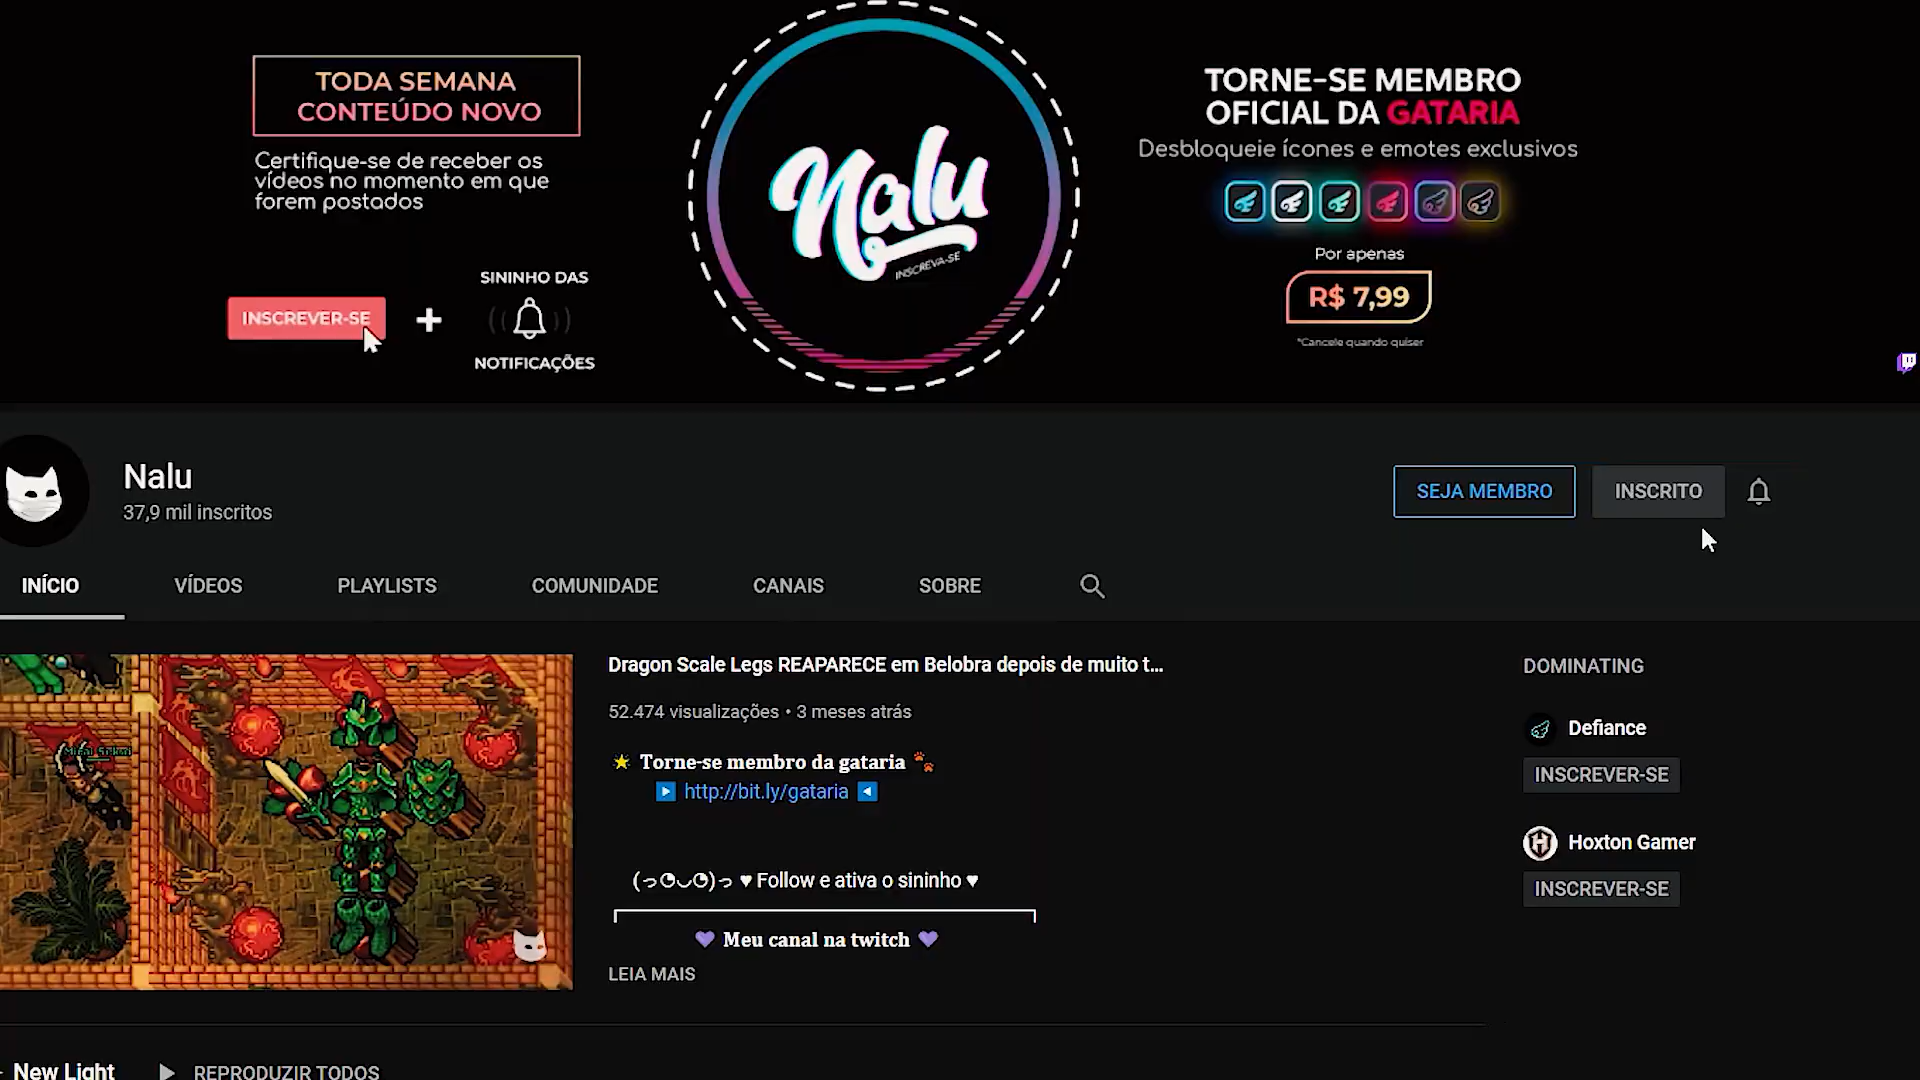 TODA SEMANA
CONTEÚDO NOVO
Certifique-se de receber os
vídeos no momento em que
forem postados
INSCREVER-SE
+
SININHO DAS
NOTIFICAÇÕES
Nalu
INSCREVA-SE
TORNE-SE MEMBRO
OFICIAL DA GATARIA
Desbloqueie ícones e emotes exclusivos
Por apenas
R$ 7,99
*Cancele quando quiser
Nalu
37,9 mil inscritos
SEJA MEMBRO
INSCRITO
INÍCIO VÍDEOS PLAYLISTS COMUNIDADE CANAIS SOBRE
Dragon Scale Legs REAPARECE em Belobra depois de muito t...
52.474 visualizações • 3 meses atrás
Torne-se membro da gataria
http://bit.ly/gataria
(っ◔◡◔)っ ♥ Follow e ativa o sininho ♥
💜 Meu canal na twitch 💜
LEIA MAIS
DOMINATING
Defiance
INSCREVER-SE
Hoxton Gamer
INSCREVER-SE
New Light
REPRODUZIR TODOS